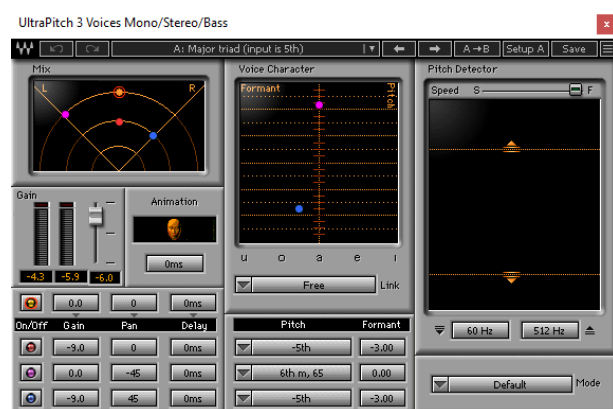 UltraPitch 3 Voices Mono/Stereo/Bass
x
A: Major triad (input is 5th)
A→B
Setup A
Save
Mix
L
R
Voice Character
Formant
Pitch
Pitch Detector
Speed S F
Gain
-4.3 -5.9 -6.0
Animation
0ms
u o a e i
Free
Link
60 Hz 512 Hz
0.0 0 0ms
On/Off Gain Pan Delay
Pitch Formant
-9.0 0 0ms -5th -3.00
0.0 -45 0ms 6th m, 65 0.00
-9.0 45 0ms -5th -3.00
Default
Mode